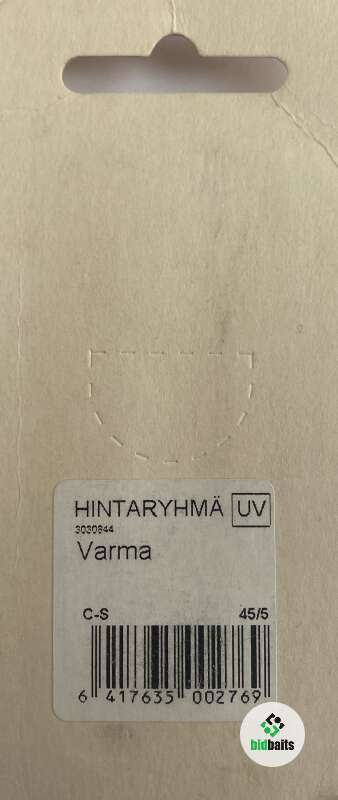 HINTARYHMÄ UV
3030844
Varma
C-S 45/5
6 417635 002769
bidbaits